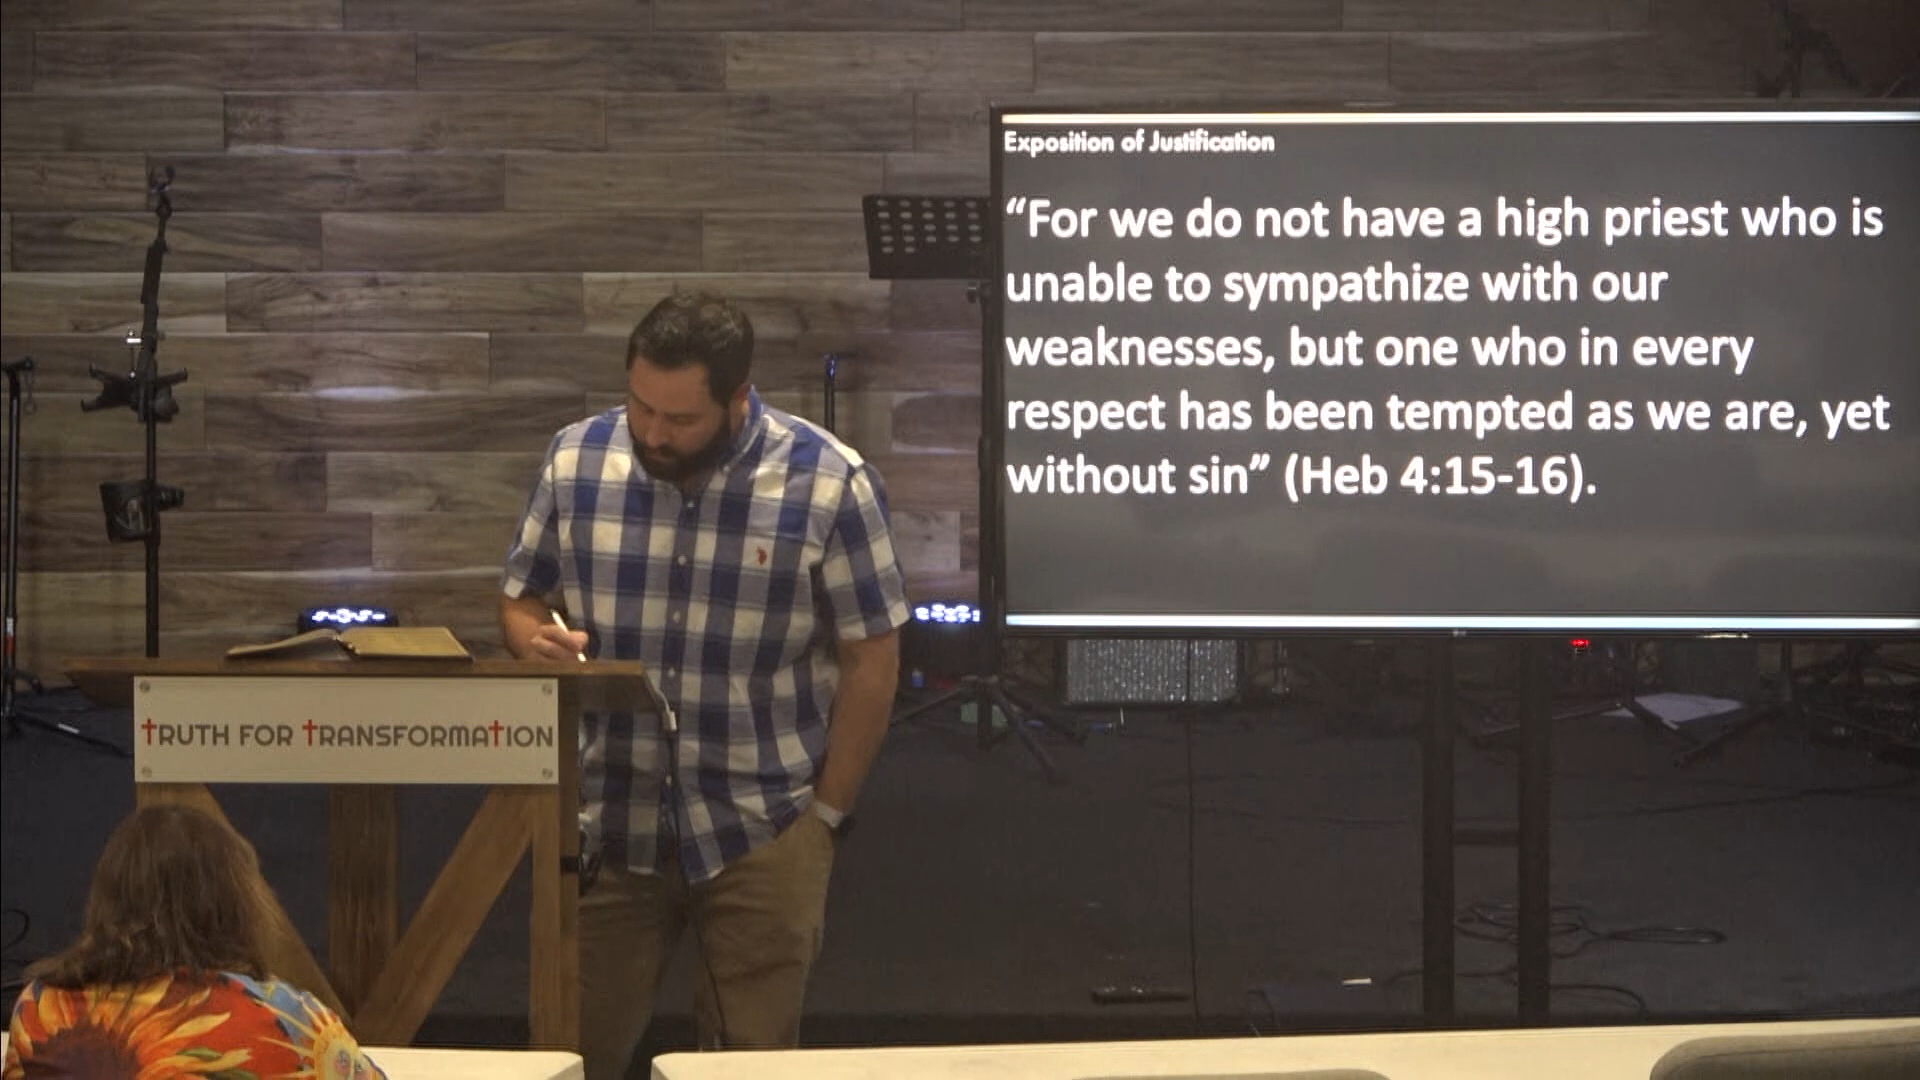 Exposition of Justification
“For we do not have a high priest who is
unable to sympathize with our
weaknesses, but one who in every
respect has been tempted as we are, yet
without sin” (Heb 4:15-16).
TRUTH FOR TRANSFORMATION